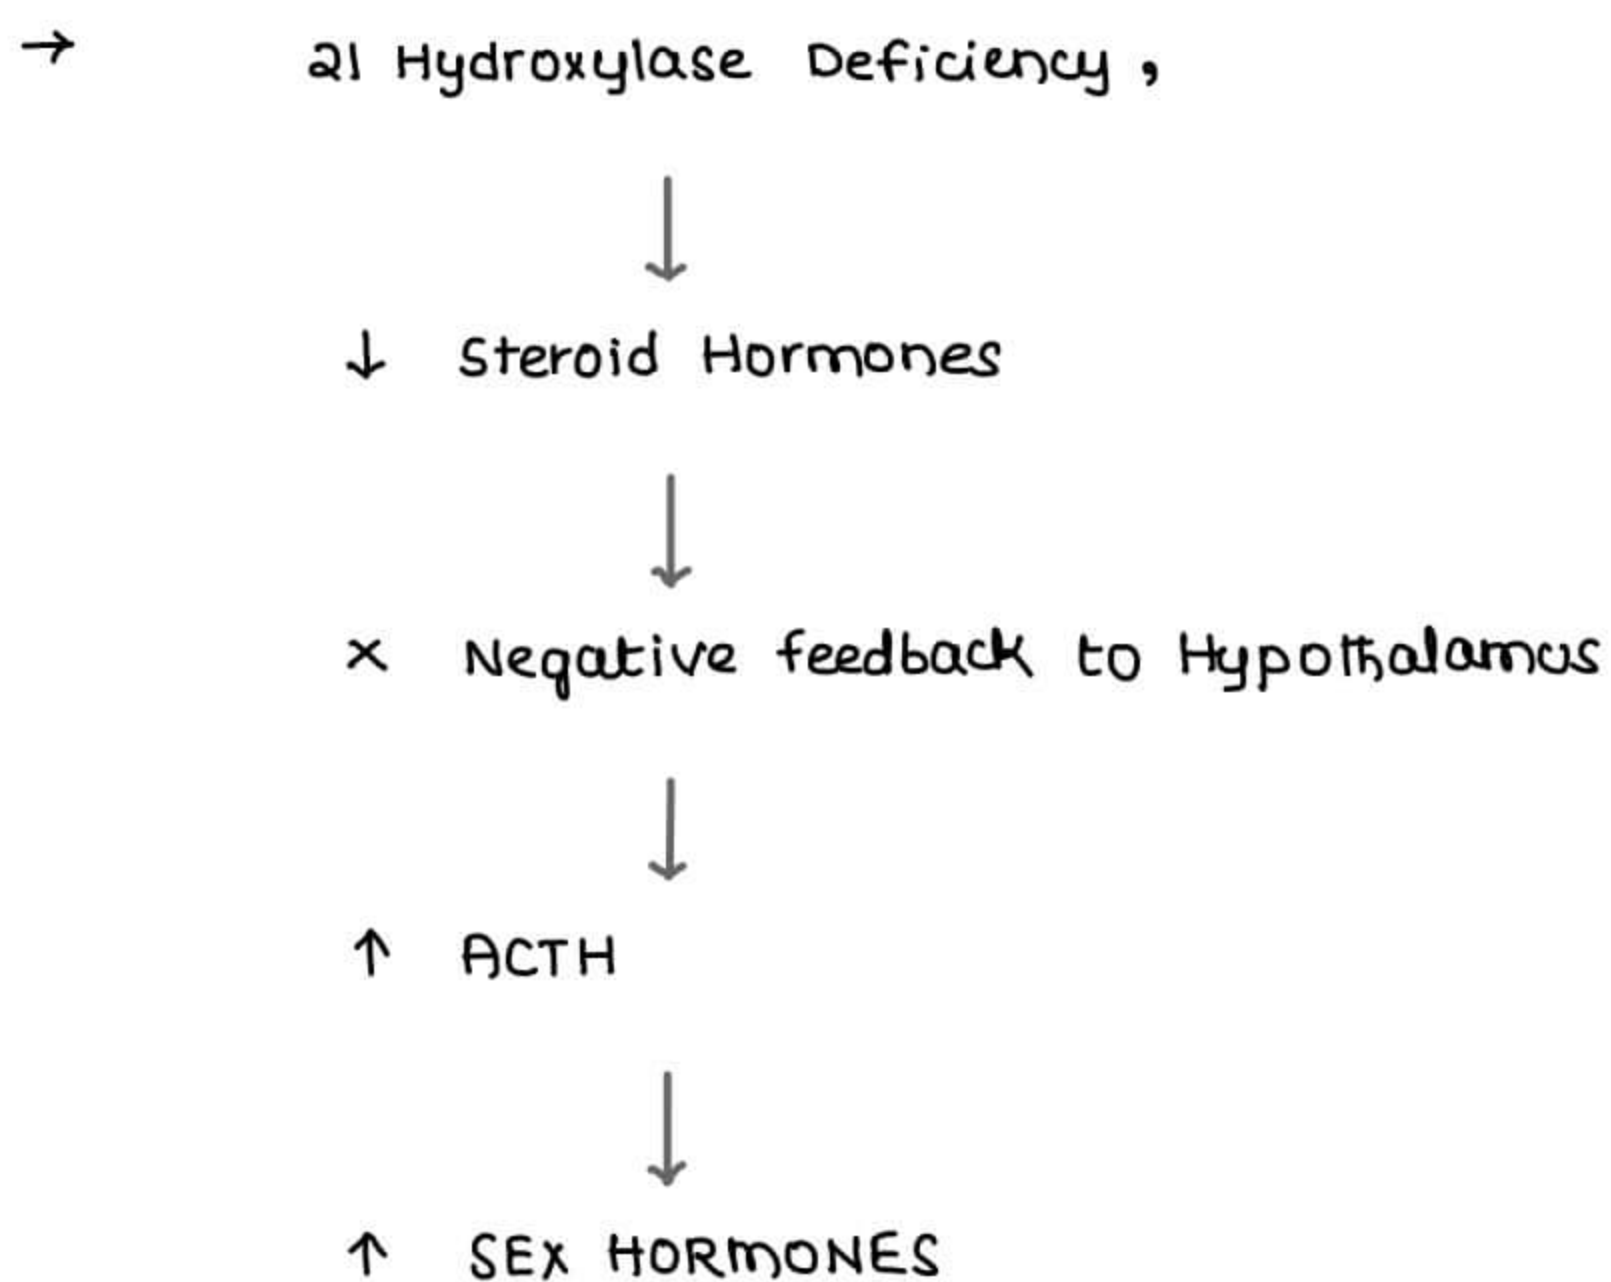 → 21 Hydroxylase Deficiency,
↓
↓ Steroid Hormones
↓
× Negative feedback to Hypothalamus
↓
↑ ACTH
↓
↑ SEX HORMONES